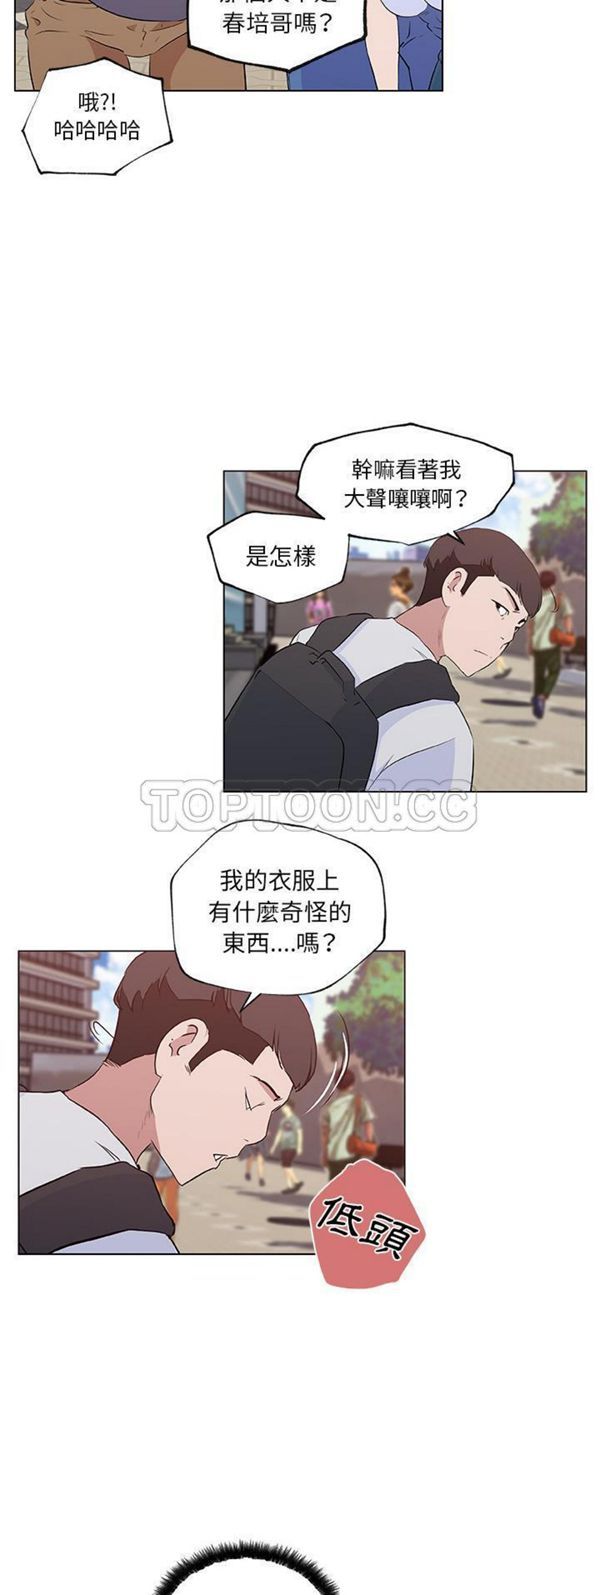 春培哥嗎？
哦?!
哈哈哈哈
幹嘛看著我
大聲嚷嚷啊？
是怎樣
TOPTOON.CC
我的衣服上
有什麼奇怪的
東西....嗎？
低頭